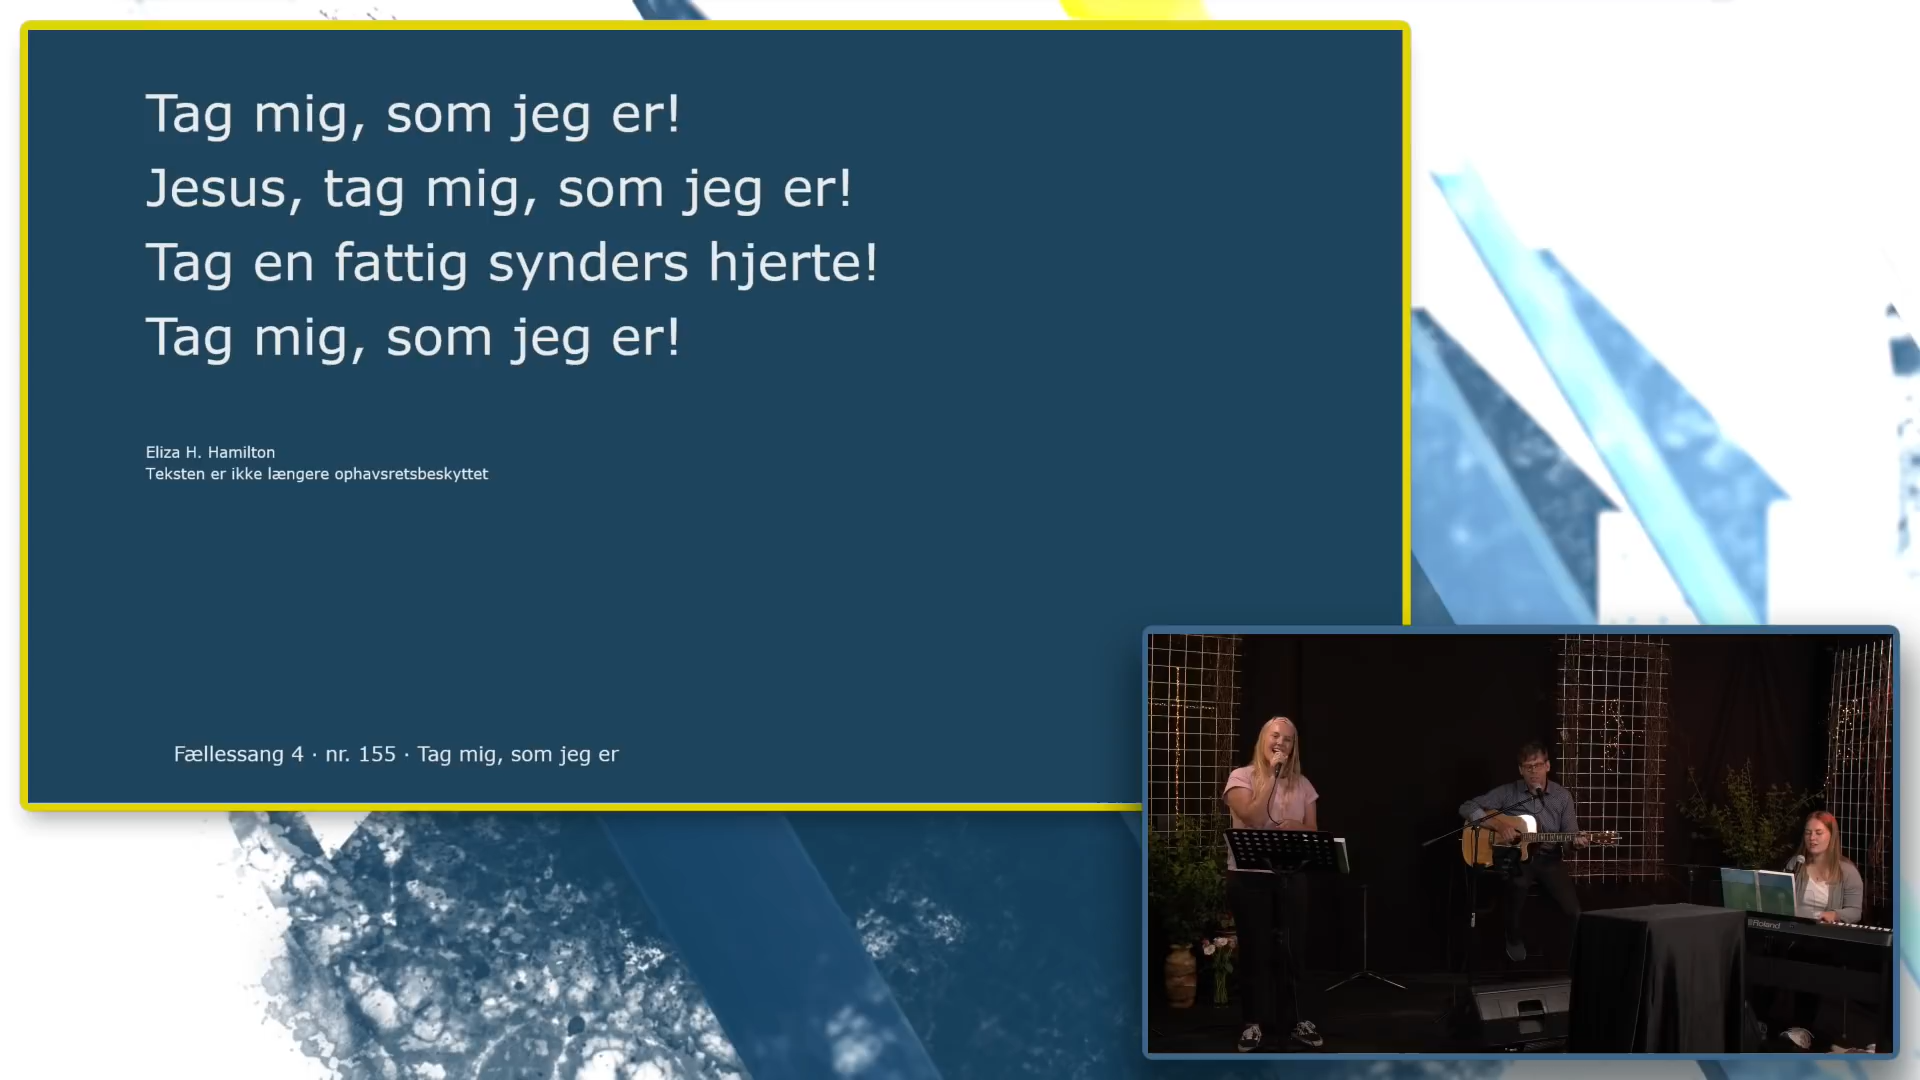 Tag mig, som jeg er!
Jesus, tag mig, som jeg er!
Tag en fattig synders hjerte!
Tag mig, som jeg er!
Eliza H. Hamilton
Teksten er ikke længere ophavsretsbeskyttet
Fællessang 4 · nr. 155 · Tag mig, som jeg er
Roland